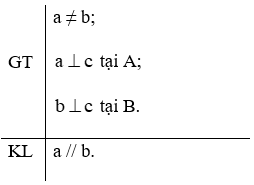 a ≠ b;
GT a ⊥ c tại A;
b ⊥ c tại B.
KL a // b.